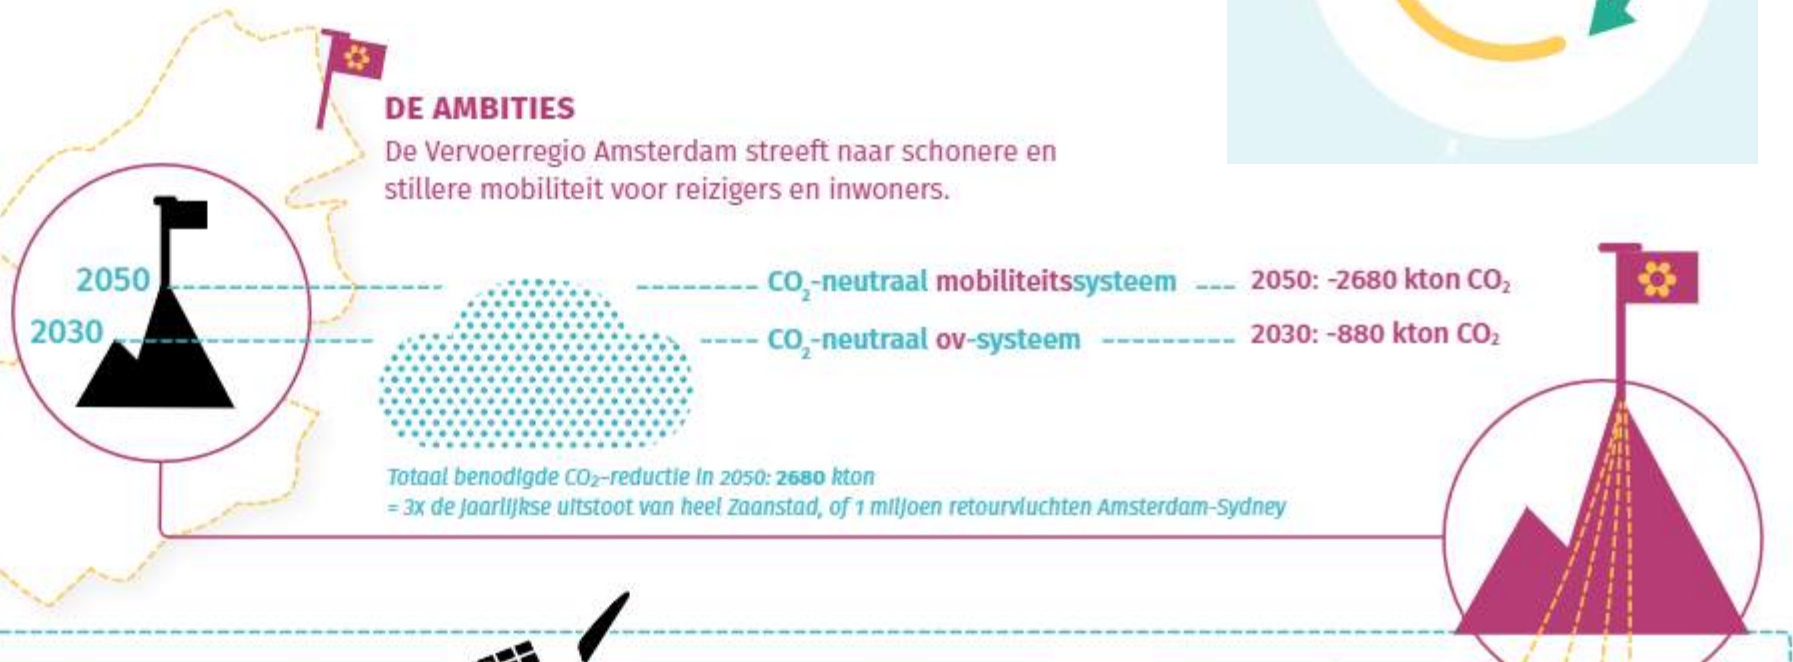 DE AMBITIES
De Vervoerregio Amsterdam streeft naar schonere en
stillere mobiliteit voor reizigers en inwoners.
2050
CO₂-neutraal mobiliteitssysteem
2050: -2680 kton CO₂
2030
CO₂-neutraal ov-systeem
2030: -880 kton CO₂
Totaal benodigde CO₂-reductie in 2050: 2680 kton
= 3x de jaarlijkse uitstoot van heel Zaanstad, of 1 miljoen retourvluchten Amsterdam-Sydney